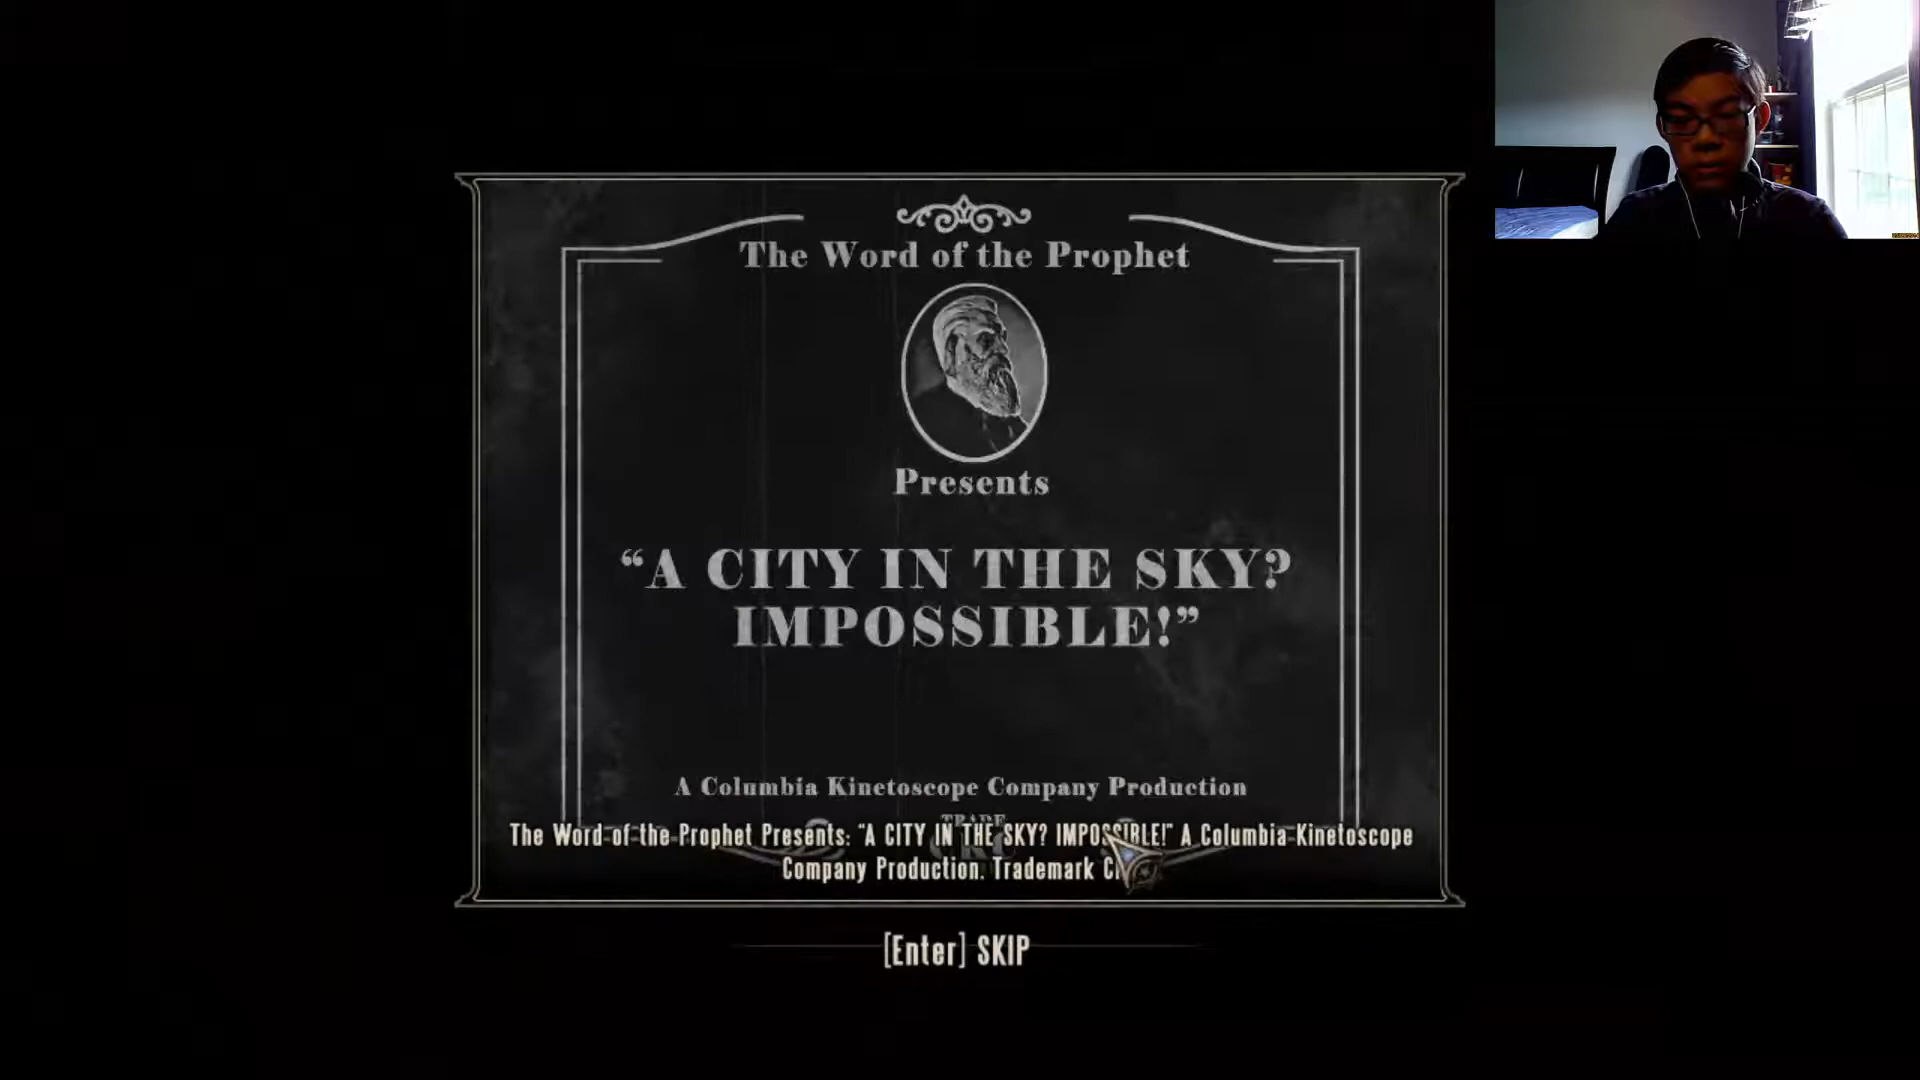 The Word of the Prophet
Presents
“A CITY IN THE SKY?
IMPOSSIBLE!”
A Columbia Kinetoscope Company Production
TRADE
The Word of the Prophet Presents: "A CITY IN THE SKY? IMPOSSIBLE!" A Columbia Kinetoscope
Company Production. Trademark
[Enter] SKIP